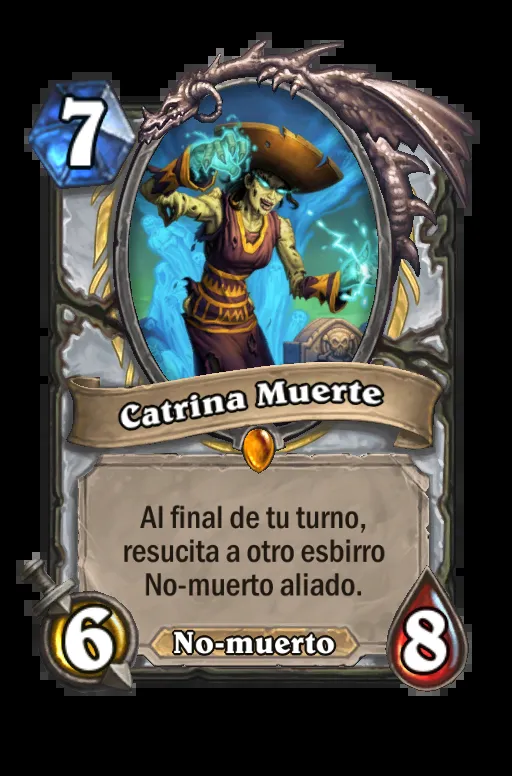 7
Catrina Muerte
Al final de tu turno,
resucita a otro esbirro
No-muerto aliado.
6
No-muerto
8